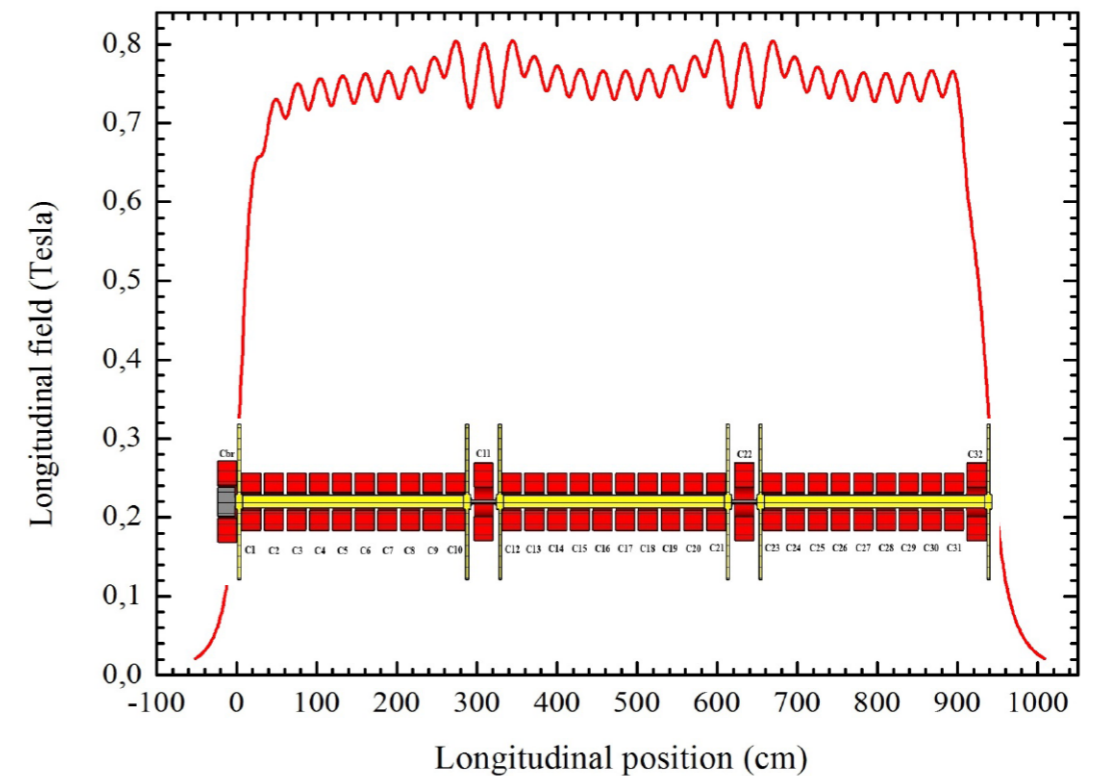 Longitudinal field (Tesla)
0,8
0,7
0,6
0,5
0,4
0,3
0,2
0,1
0,0
Cbr C11 C22 C32
C1 C2 C3 C4 C5 C6 C7 C8 C9 C10 C12 C13 C14 C15 C16 C17 C18 C19 C20 C21 C23 C24 C25 C26 C27 C28 C29 C30 C31
-100 0 100 200 300 400 500 600 700 800 900 1000
Longitudinal position (cm)